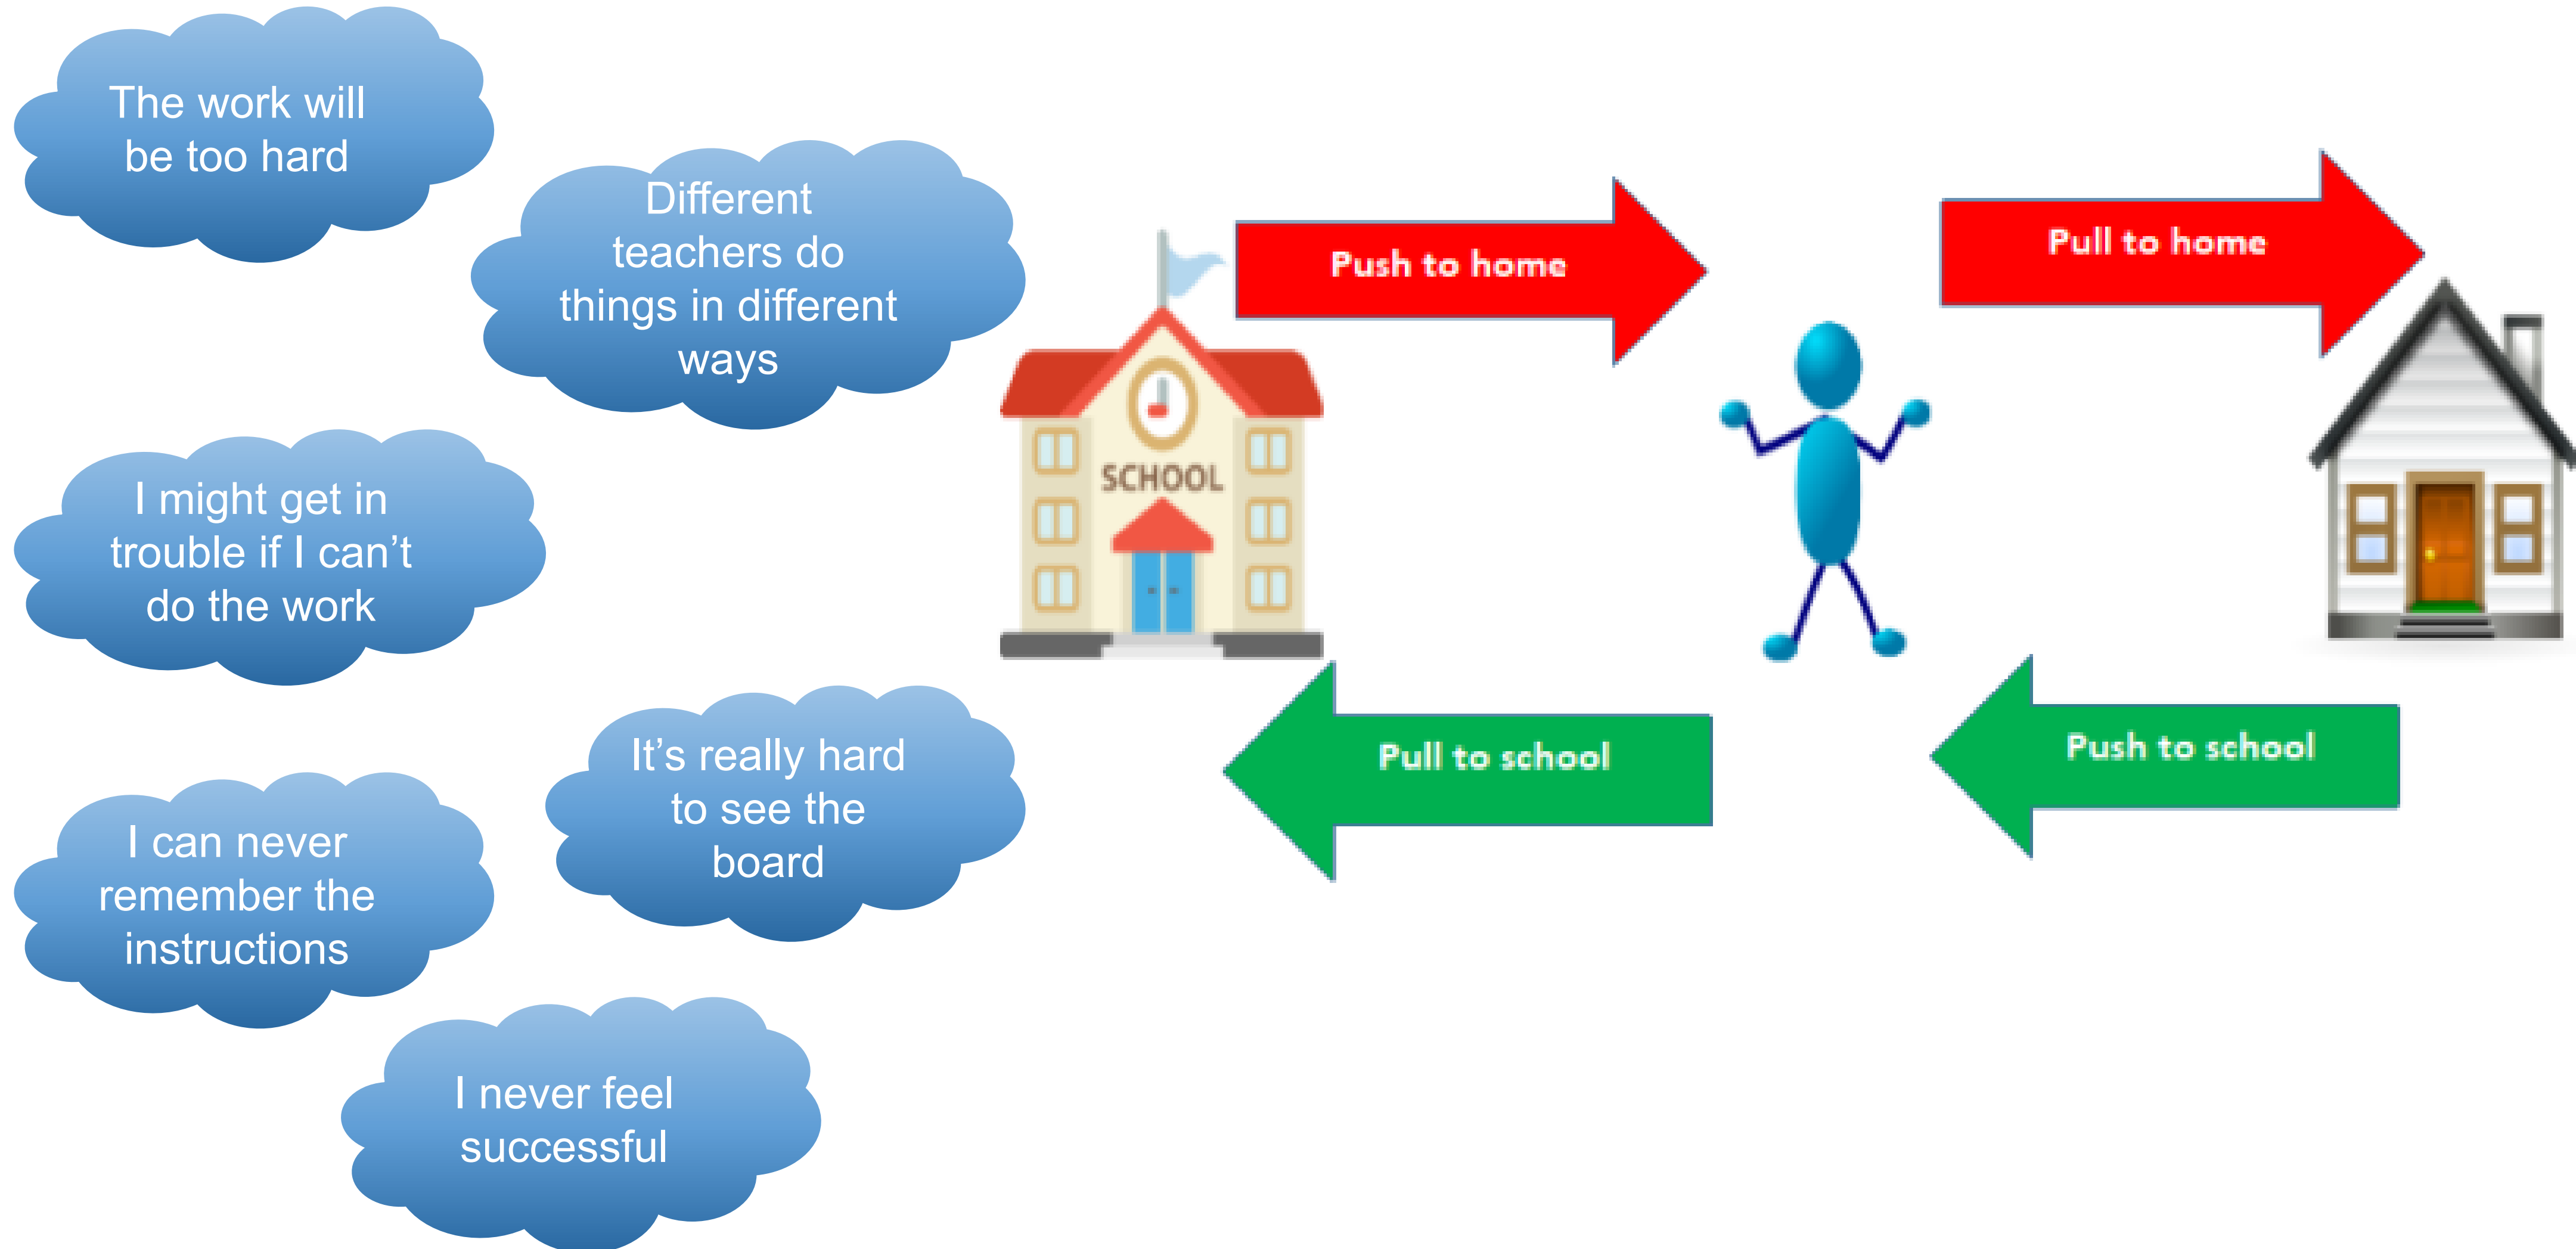 The work will
be too hard
Different
teachers do
things in different
ways
Push to home
Pull to home
SCHOOL
I might get in
trouble if I can’t
do the work
It’s really hard
to see the
board
Pull to school
Push to school
I can never
remember the
instructions
I never feel
successful